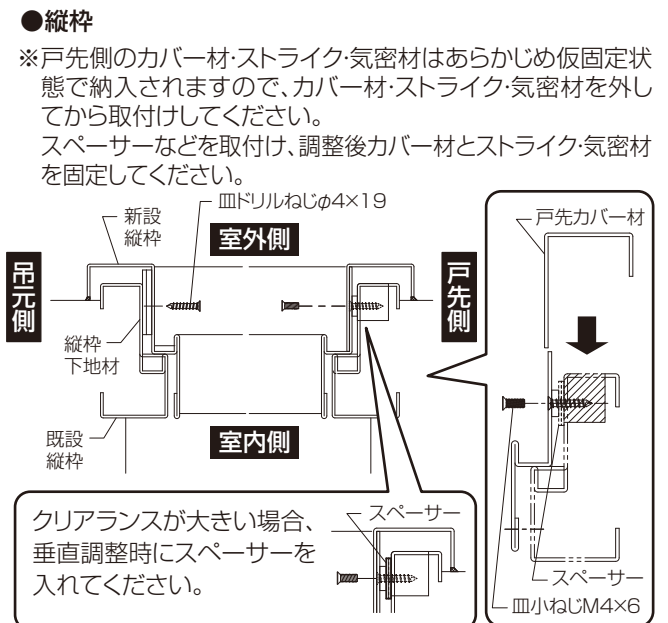 ●縦枠
※戸先側のカバー材・ストライク・気密材はあらかじめ仮固定状
態で納入されますので、カバー材・ストライク・気密材を外し
てから取付けしてください。
スペーサーなどを取付け、調整後カバー材とストライク・気密材
を固定してください。
新設
縦枠
皿ドリルねじφ4×19
室外側
吊元側
戸先側
縦枠
下地材
既設
縦枠
室内側
戸先カバー材
スペーサー
皿小ねじM4×6
クリアランスが大きい場合、
垂直調整時にスペーサーを
入れてください。
スペーサー